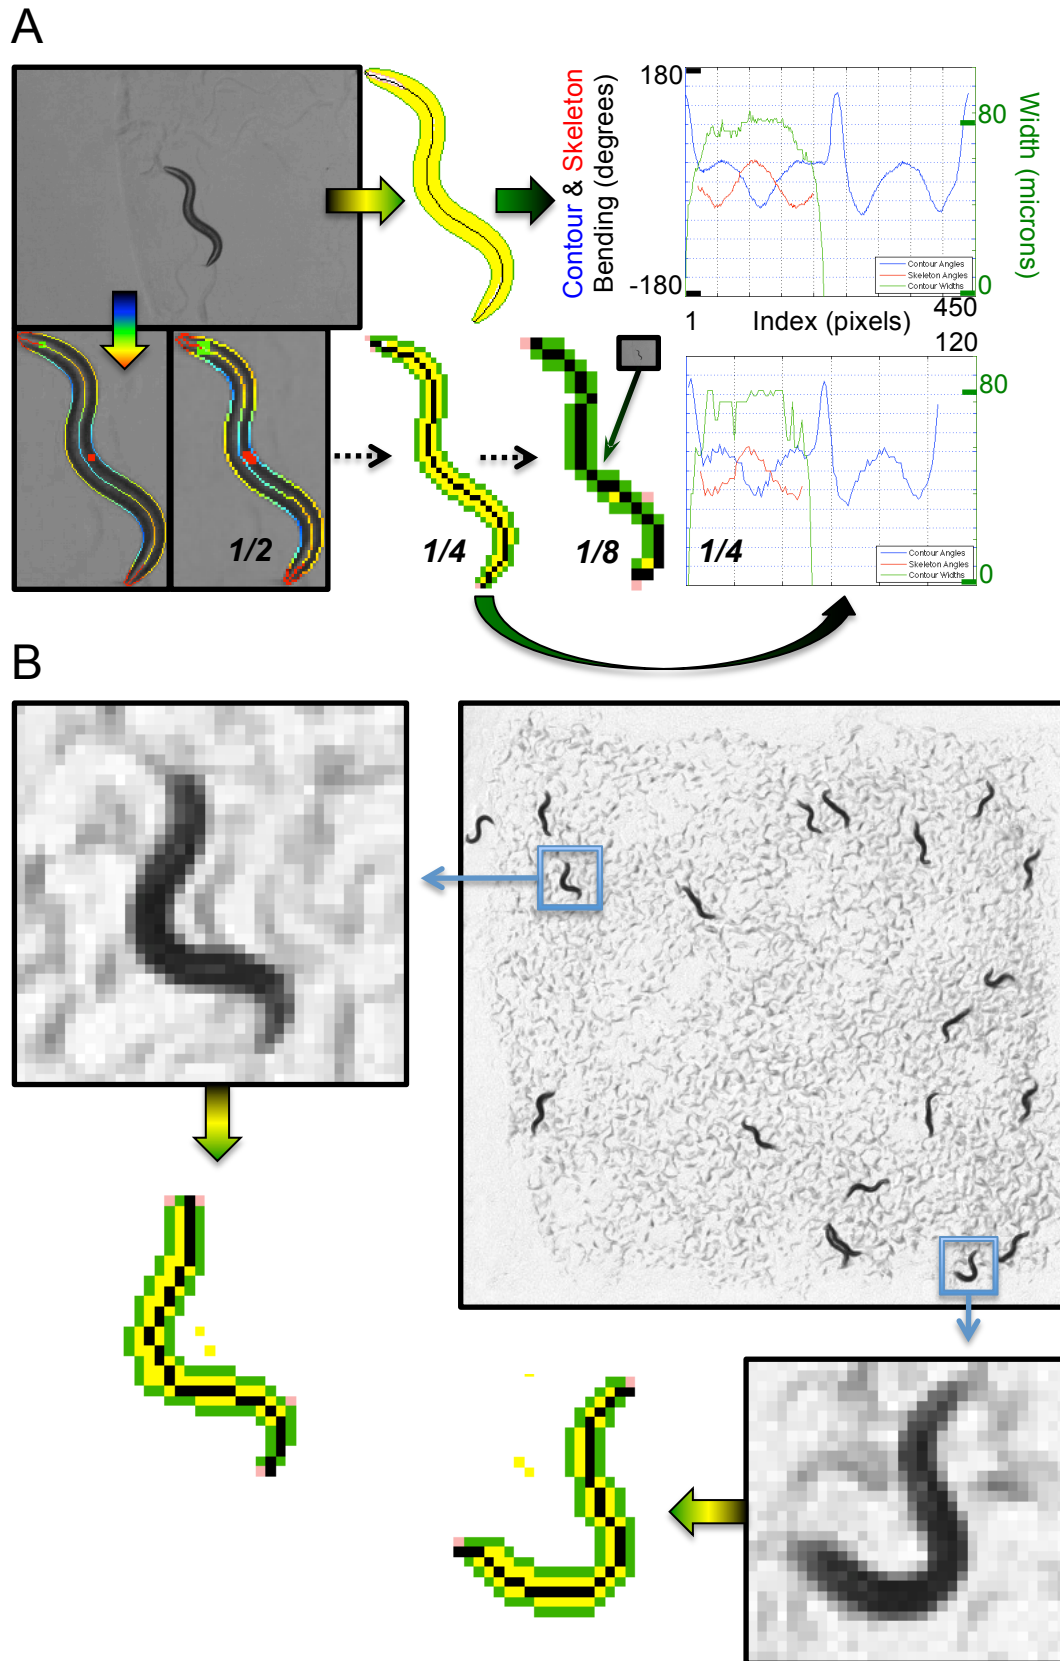 A
180
Contour & Skeleton
Bending (degrees)
-180
80
Width (microns)
0
Contour Angles
Skeleton Angles
Contour Widths
1
Index (pixels)
450
120
80
0
1/2
1/4
1/8
1/4
Contour Angles
Skeleton Angles
Contour Widths
B